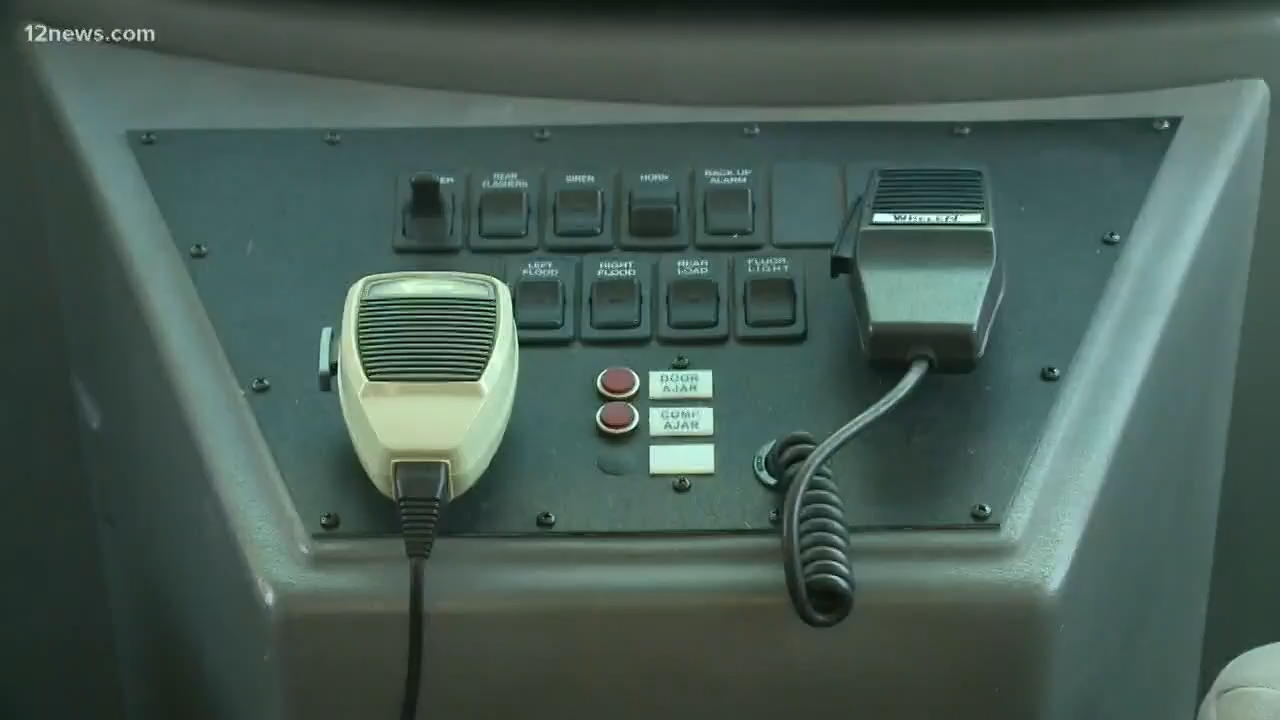 12news.com
REAR
FLASHERS
SIREN
HORN
BACK UP
ALARM
WHELEN
LEFT
FLOOD
RIGHT
FLOOD
REAR
LOAD
FLUOR.
LIGHT
DOOR
AJAR
COMP.
AJAR